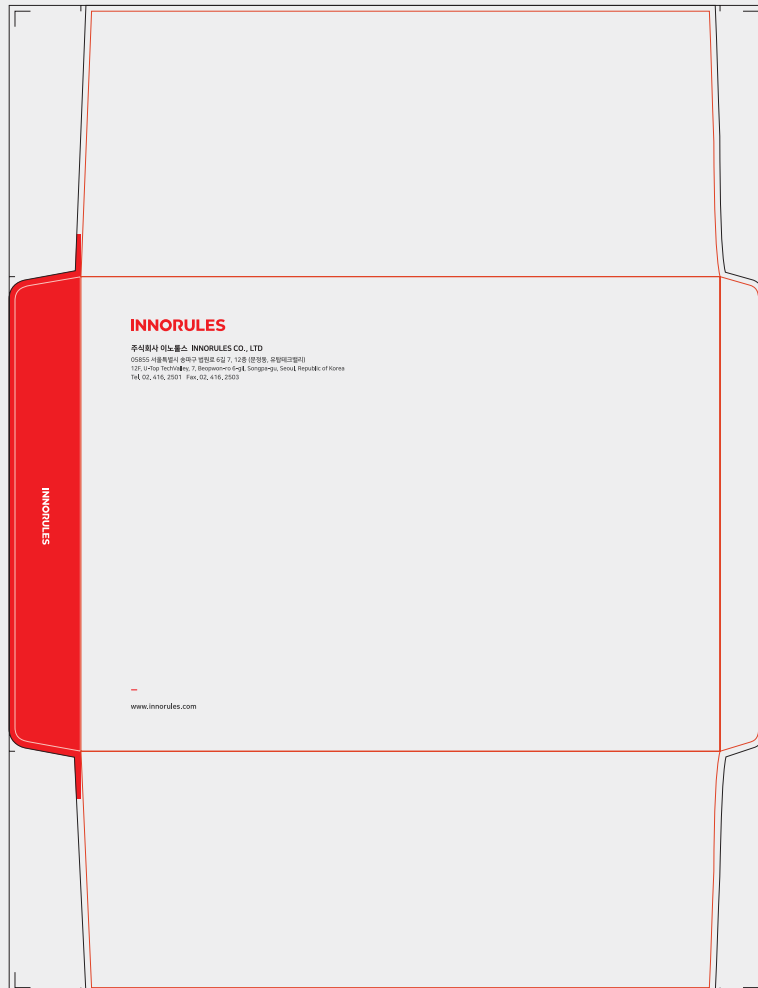 INNORULES
주식회사 이노룰스 INNORULES CO., LTD
05855 서울특별시 송파구 법원로 6길 7, 12층 (문정동, 유탑테크밸리)
12F, U-Top TechValley, 7, Beopwon-ro 6-gil, Songpa-gu, Seoul, Republic of Korea
Tel. 02. 416. 2501 Fax. 02. 416. 2503
INNORULES
www.innorules.com